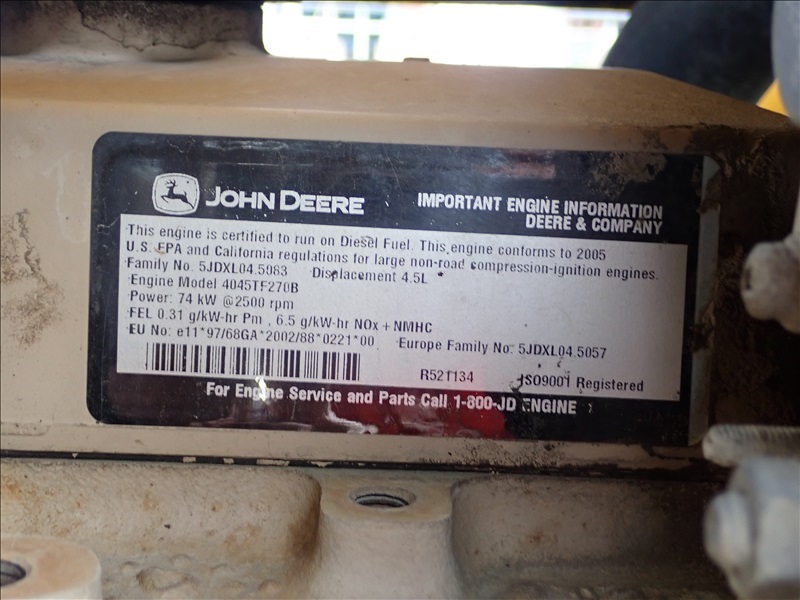 JOHN DEERE
IMPORTANT ENGINE INFORMATION
DEERE & COMPANY
This engine is certified to run on Diesel Fuel. This engine conforms to 2005
U.S. EPA and California regulations for large non-road compression-ignition engines.
Family No. 5JDXL04.5083 Displacement 4.5L
Engine Model 4045TF270B
Power: 74 kW @2500 rpm
FEL 0.31 g/kW-hr Pm , 6.5 g/kW-hr NOx + NMHC
EU No: e11*97/68GA*2002/88*0221*00 Europe Family No: 5JDXL04.5057
R521134 ISO9001 Registered
For Engine Service and Parts Call 1-800-JD ENGINE